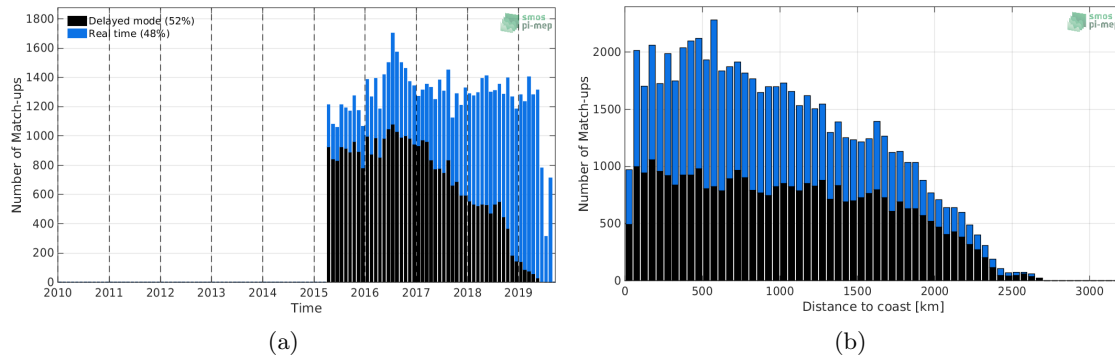 Number of Match-ups
1800
1600
1400
1200
1000
800
600
400
200
0
Delayed mode (52%)
Real time (48%)
smos
pi-mep
2010 2011 2012 2013 2014 2015 2016 2017 2018 2019
Time
(a)
Number of Match-ups
2000
1500
1000
500
0
smos
pi-mep
0 500 1000 1500 2000 2500 3000
Distance to coast [km]
(b)